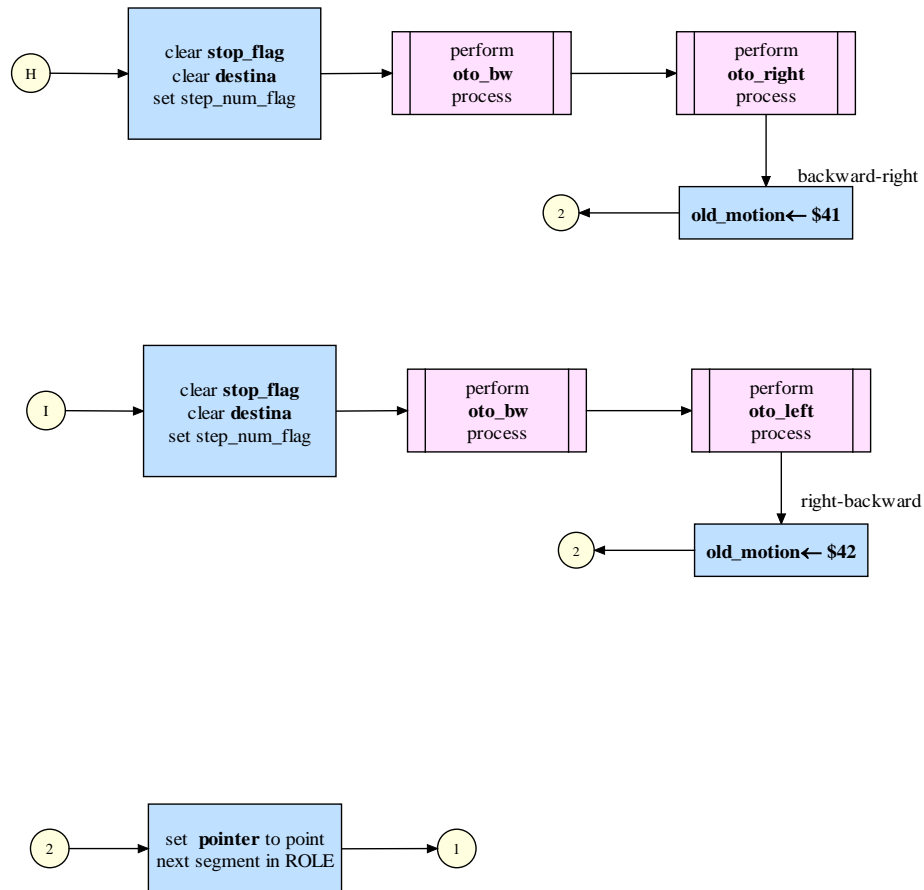 H
clear stop_flag
clear destina
set step_num_flag
perform
oto_bw
process
perform
oto_right
process
backward-right
2
old_motion← $41
I
clear stop_flag
clear destina
set step_num_flag
perform
oto_bw
process
perform
oto_left
process
right-backward
2
old_motion← $42
2
set pointer to point
next segment in ROLE
1